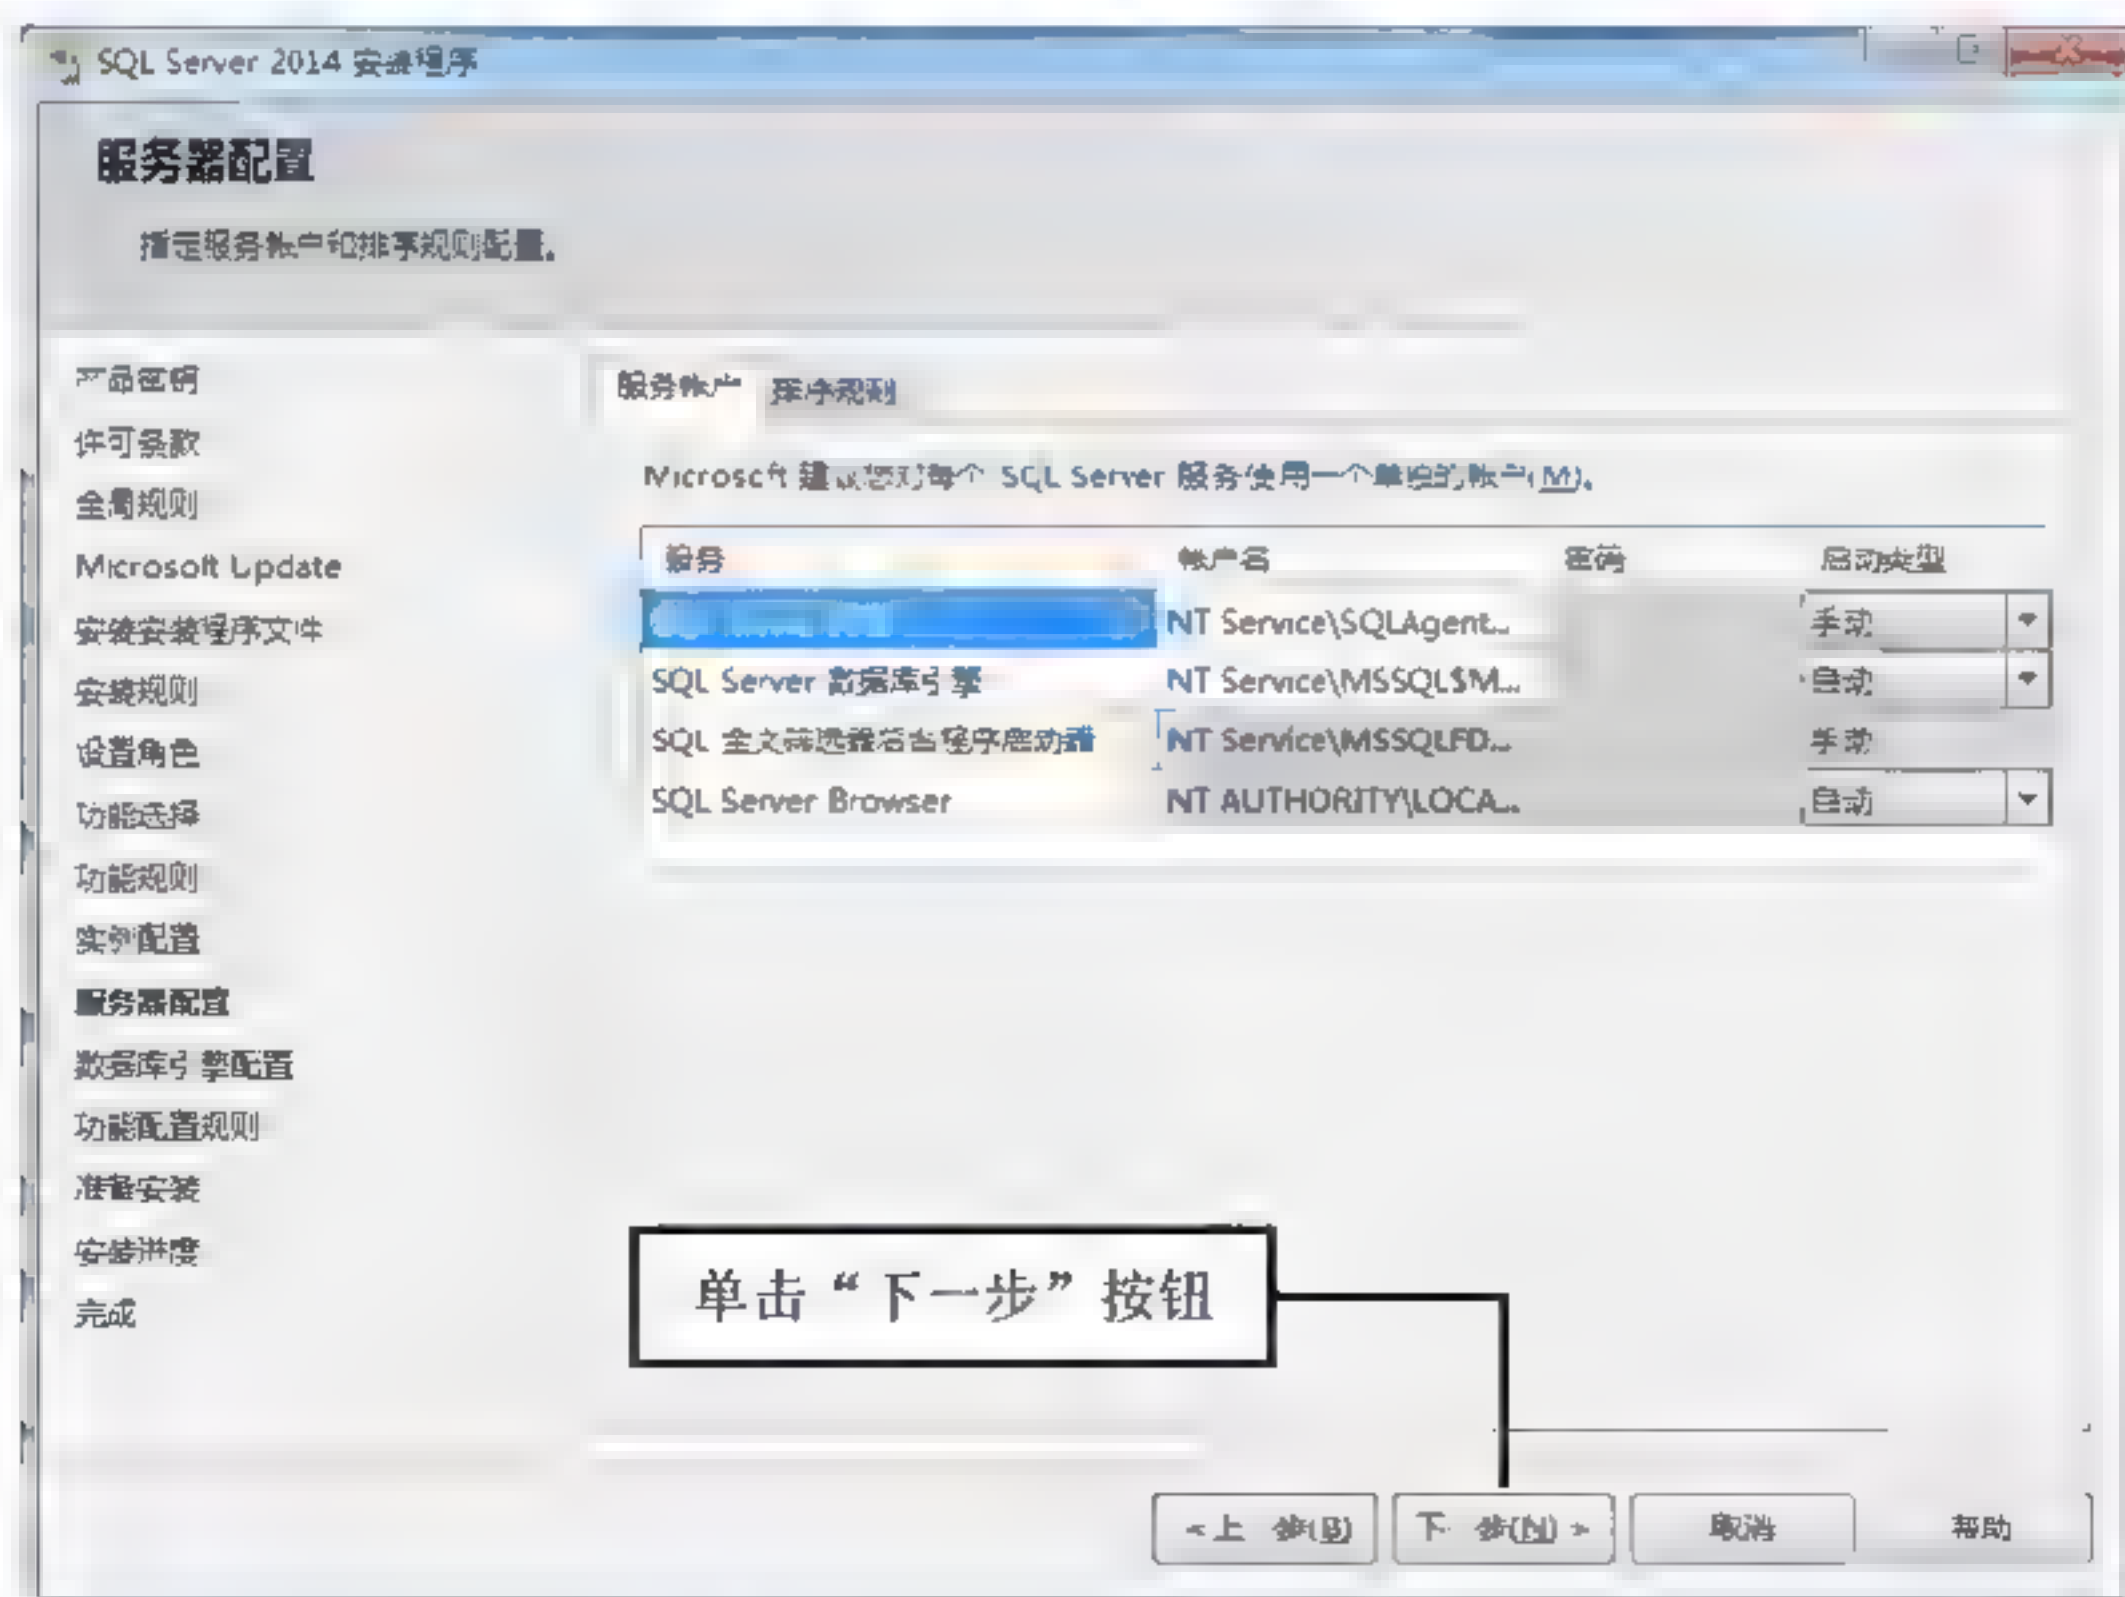 SQL Server 2014 安装程序
服务器配置
指定服务帐户和排序规则配置。
产品密钥
许可条款
全局规则
Microsoft Update
安装安装程序文件
安装规则
设置角色
功能选择
功能规则
实例配置
服务器配置
数据库引擎配置
功能配置规则
准备安装
安装进度
完成
服务帐户 排序规则
Microsoft 建议您对每个 SQL Server 服务使用一个单独的帐户(M)。
服务 帐户名 密码 启动类型
NT Service\SQLAgent... 手动
SQL Server 数据库引擎 NT Service\MSSQL$M... 自动
SQL 全文筛选器后台程序启动器 NT Service\MSSQLFD... 手动
SQL Server Browser NT AUTHORITY\LOCA... 自动
单击“下一步”按钮
< 上一步(B) 下一步(N) > 取消 帮助